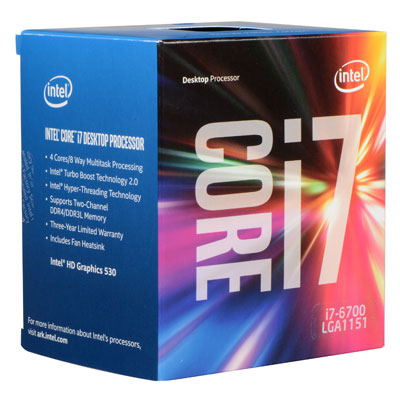 intel
INTEL® CORE™ i7 DESKTOP PROCESSOR
• 4 Cores/8 Way Multitask Processing
• Intel® Turbo Boost Technology 2.0
• Intel® Hyper-Threading Technology
• Supports Two-Channel
DDR4/DDR3L Memory
• Three-Year Limited Warranty
• Includes Fan Heatsink
Intel® HD Graphics 530
For more information about Intel's processors,
visit ark.intel.com
Desktop Processor
intel
CORE i7
i7-6700
LGA1151